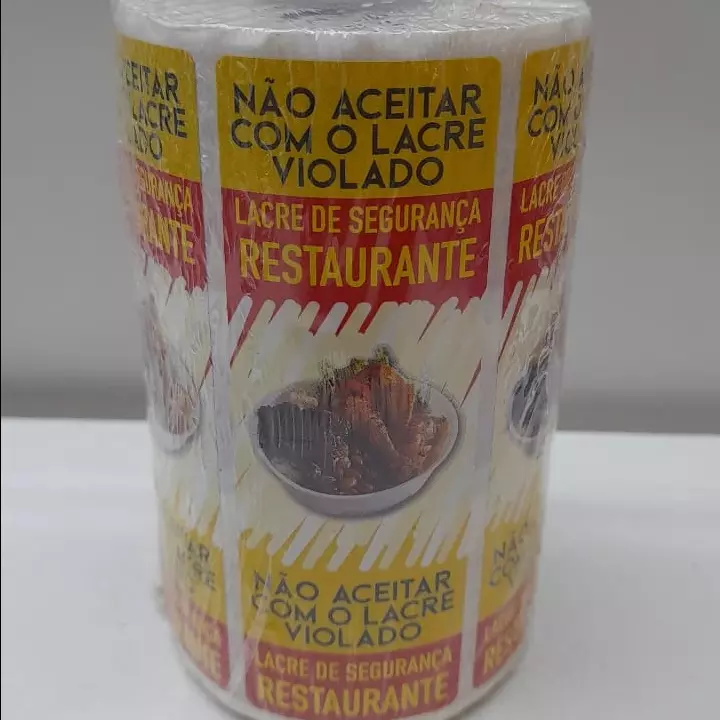 NÃO ACEITAR
COM O LACRE
VIOLADO
LACRE DE SEGURANÇA
RESTAURANTE
NÃO ACEITAR
COM O LACRE
VIOLADO
LACRE DE SEGURANÇA
RESTAURANTE